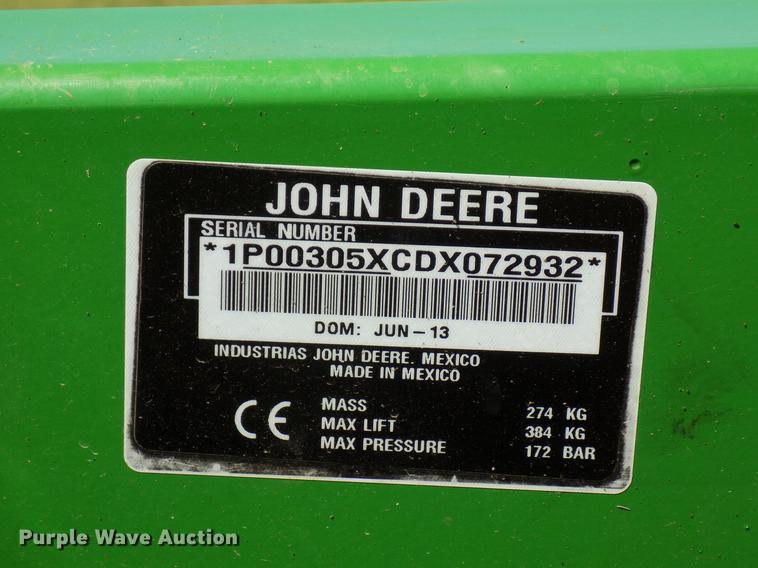 JOHN DEERE
SERIAL NUMBER
*1P00305XCDX072932*
DOM: JUN-13
INDUSTRIAS JOHN DEERE. MEXICO
MADE IN MEXICO
CE
MASS 274 KG
MAX LIFT 384 KG
MAX PRESSURE 172 BAR
Purple Wave Auction